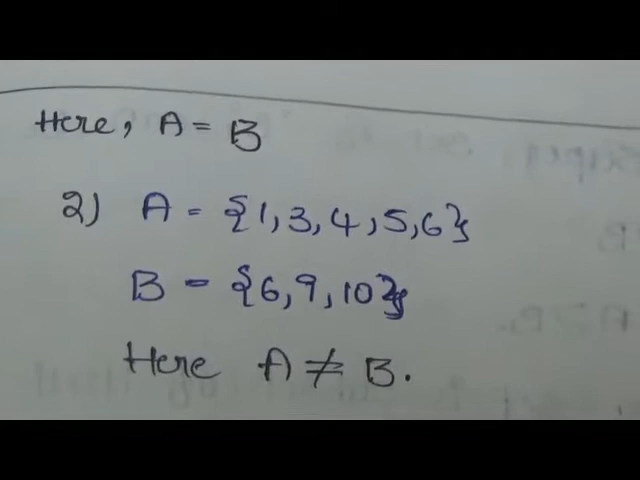 Here, A = B
2) A = {1, 3, 4, 5, 6}
B = {6, 9, 10}
Here A ≠ B.